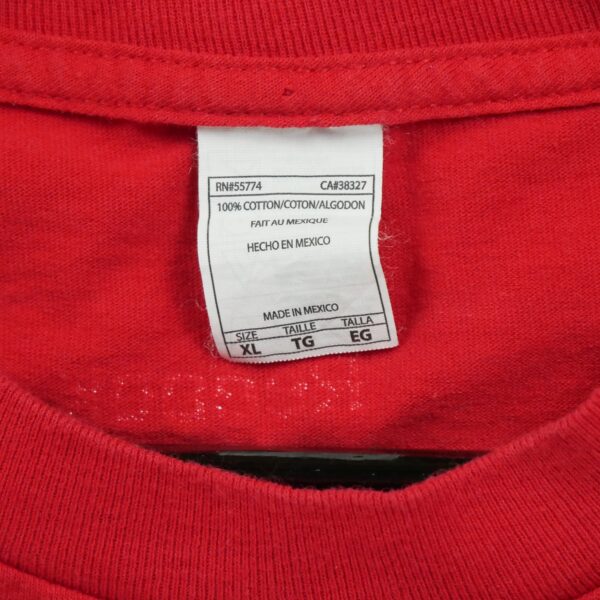 RN#55774 CA#38327
100% COTTON/COTON/ALGODON
FAIT AU MEXIQUE
HECHO EN MEXICO
MADE IN MEXICO
SIZE TAILLE TALLA
XL TG EG